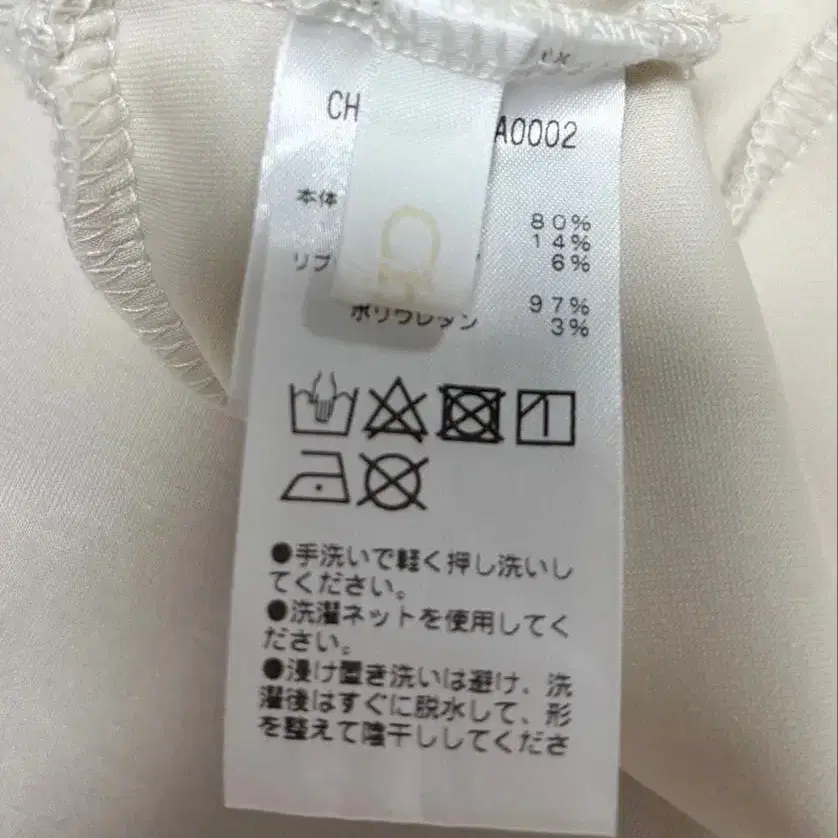 CH
A0002
本体
80%
14%
リブ
6%
97%
ポリウレタン 3%
●手洗いで軽く押し洗いし
てください。
●洗濯ネットを使用してく
ださい。
●浸け置き洗いは避け、洗
濯後はすぐに脱水して、形
を整えて陰干ししてくださ